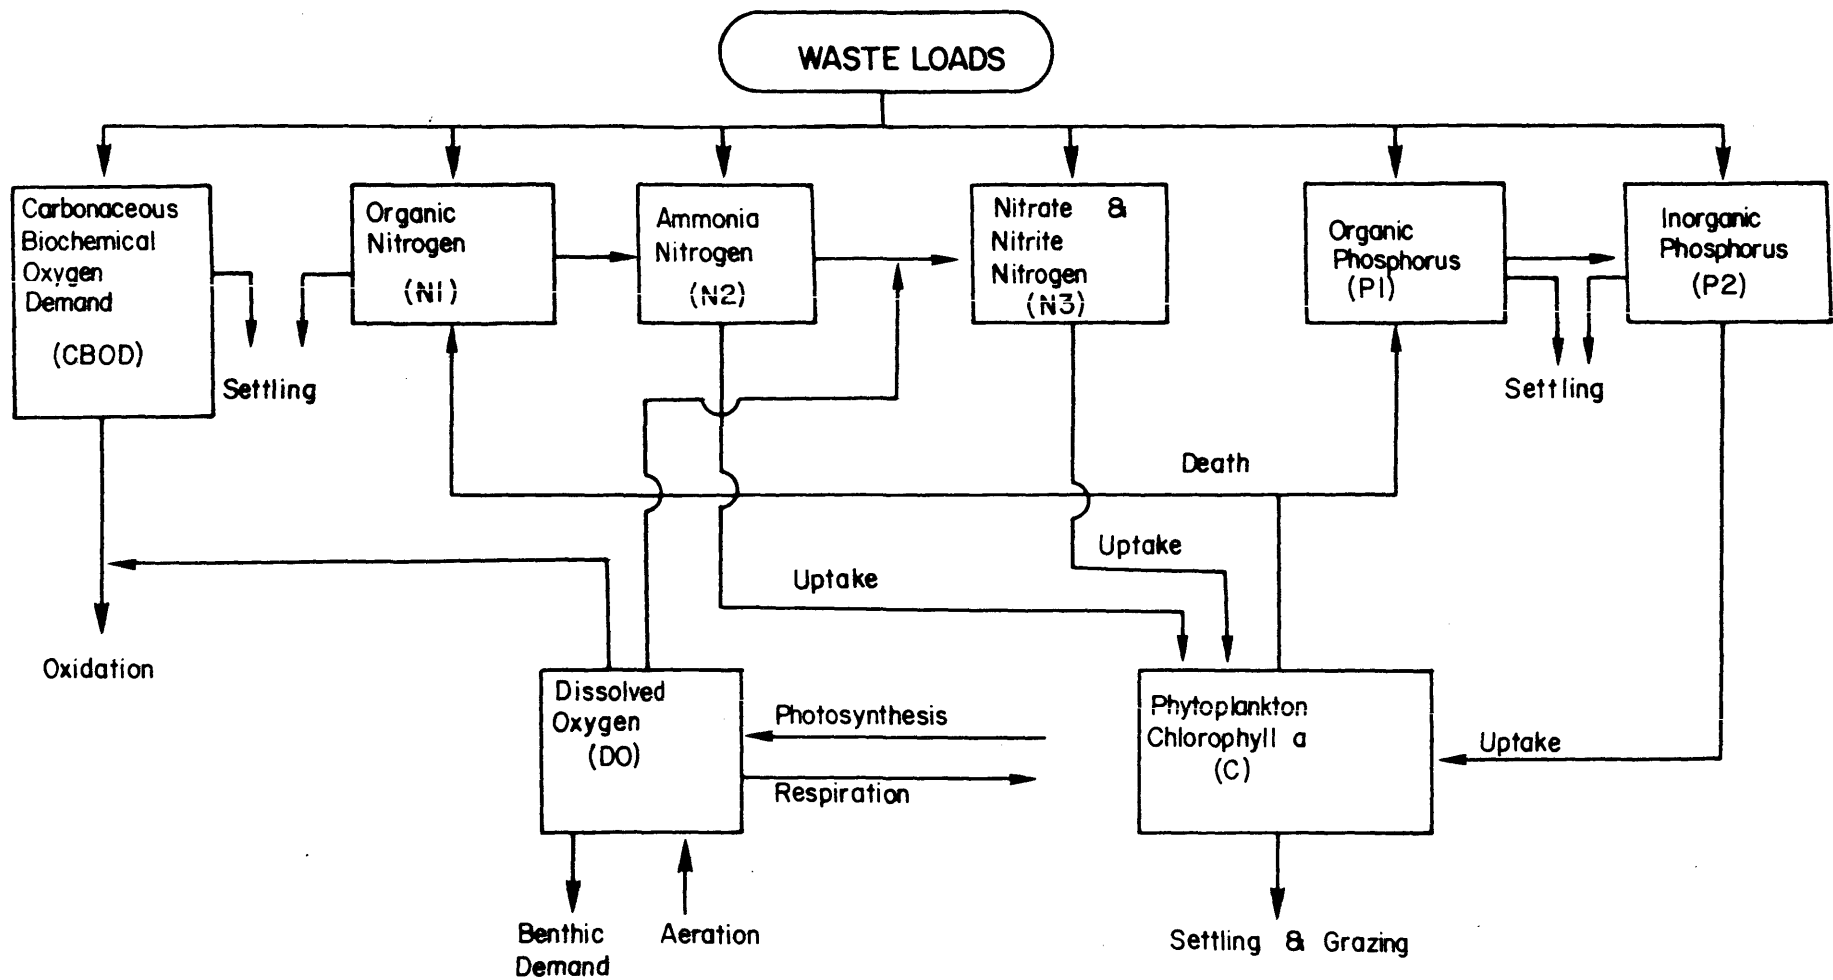 WASTE LOADS
Carbonaceous
Biochemical
Oxygen
Demand
(CBOD)
Organic
Nitrogen
(N1)
Ammonia
Nitrogen
(N2)
Nitrate &
Nitrite
Nitrogen
(N3)
Organic
Phosphorus
(P1)
Inorganic
Phosphorus
(P2)
Settling
Settling
Death
Uptake
Uptake
Oxidation
Dissolved
Oxygen
(DO)
Photosynthesis
Respiration
Phytoplankton
Chlorophyll a
(C)
Uptake
Benthic
Demand
Aeration
Settling & Grazing